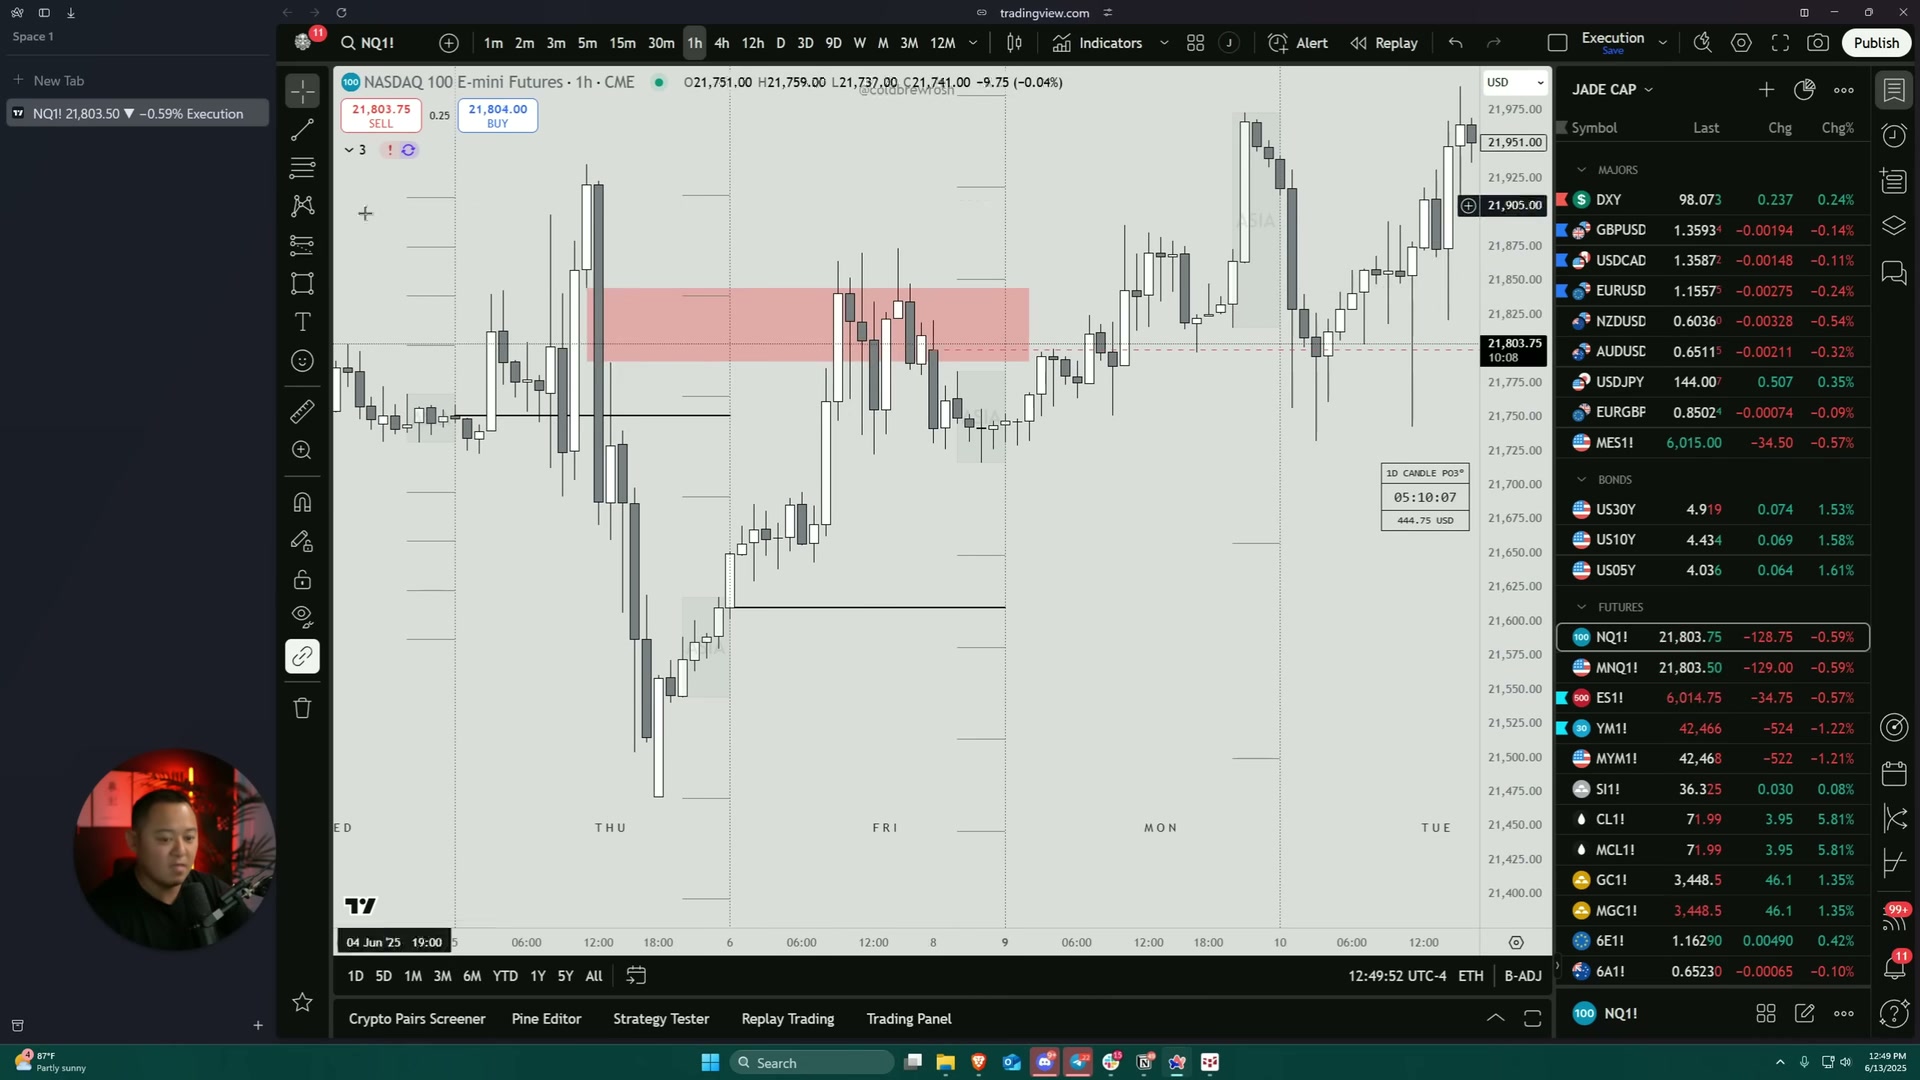 tradingview.com
Space 1
New Tab
NQ1! 21,803.50 ▼ −0.59% Execution
11
NQ1!
1m 2m 3m 5m 15m 30m 1h 4h 12h D 3D 9D W M 3M 12M
Indicators
J
Alert
Replay
Execution
Save
Publish
NASDAQ 100 E-mini Futures · 1h · CME
O21,751.00 H21,759.00 L21,737.00 C21,741.00 −9.75 (−0.04%)
@coldbrewrosh
21,803.75
SELL
0.25
21,804.00
BUY
3
USD
21,975.00
21,951.00
21,925.00
21,905.00
21,875.00
21,850.00
21,825.00
21,803.75
10:08
21,775.00
21,750.00
21,725.00
21,700.00
21,675.00
21,650.00
21,625.00
21,600.00
21,575.00
21,550.00
21,525.00
21,500.00
21,475.00
21,450.00
21,425.00
21,400.00
ASIA
ASIA
ASIA
1D CANDLE PO3°
05:10:07
444.75 USD
ED THU FRI MON TUE
04 Jun '25 19:00 5 06:00 12:00 18:00 6 06:00 12:00 8 9 06:00 12:00 18:00 10 06:00 12:00
1D 5D 1M 3M 6M YTD 1Y 5Y All
12:49:52 UTC-4 ETH B-ADJ
Crypto Pairs Screener Pine Editor Strategy Tester Replay Trading Trading Panel
JADE CAP
Symbol Last Chg Chg%
MAJORS
DXY 98.073 0.237 0.24%
GBPUSD 1.35934 −0.00194 −0.14%
USDCAD 1.35872 −0.00148 −0.11%
EURUSD 1.15575 −0.00275 −0.24%
NZDUSD 0.60360 −0.00328 −0.54%
AUDUSD 0.65115 −0.00211 −0.32%
USDJPY 144.007 0.507 0.35%
EURGBP 0.85024 −0.00074 −0.09%
MES1! 6,015.00 −34.50 −0.57%
BONDS
US30Y 4.919 0.074 1.53%
US10Y 4.434 0.069 1.58%
US05Y 4.036 0.064 1.61%
FUTURES
NQ1! 21,803.75 −128.75 −0.59%
MNQ1! 21,803.50 −129.00 −0.59%
ES1! 6,014.75 −34.75 −0.57%
YM1! 42,466 −524 −1.22%
MYM1! 42,468 −522 −1.21%
SI1! 36.325 0.030 0.08%
CL1! 71.99 3.95 5.81%
MCL1! 71.99 3.95 5.81%
GC1! 3,448.5 46.1 1.35%
MGC1! 3,448.5 46.1 1.35%
6E1! 1.16290 0.00490 0.42%
6A1! 0.65230 −0.00065 −0.10%
NQ1!
99+
11
87°F
Partly sunny
Search
12:49 PM
6/13/2025